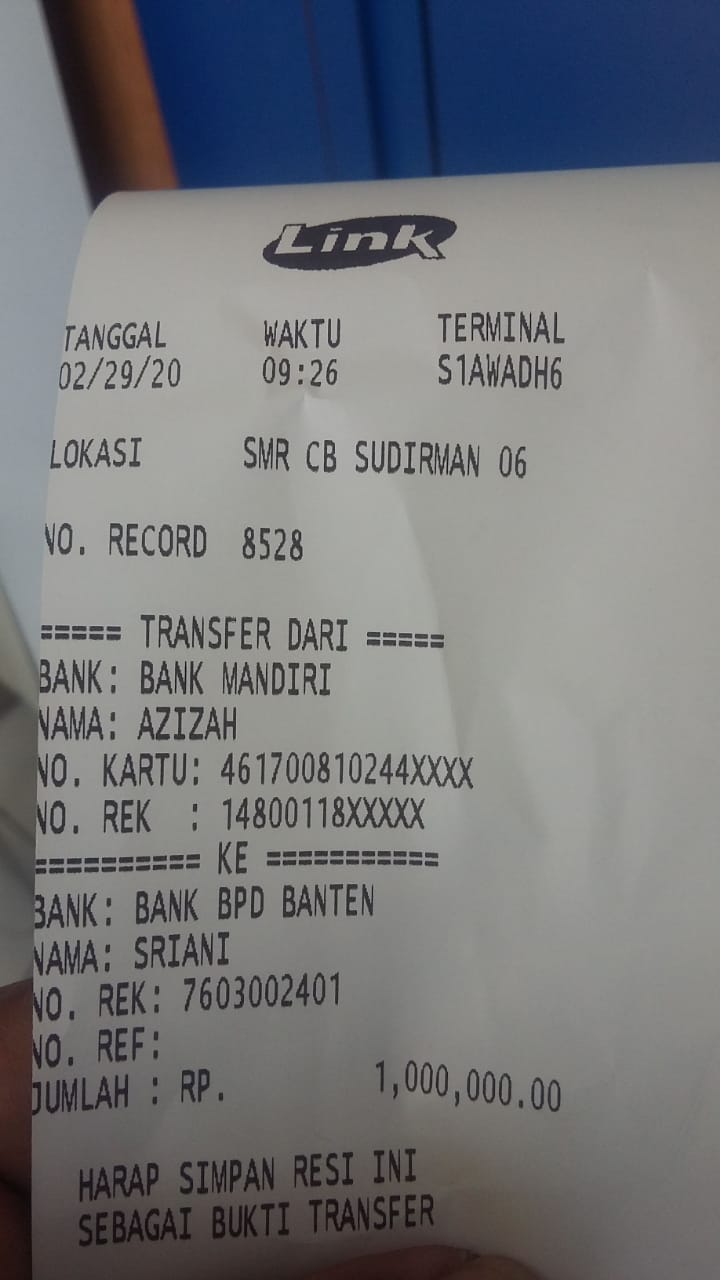 Link
TANGGAL WAKTU TERMINAL
02/29/20 09:26 S1AWADH6
LOKASI SMR CB SUDIRMAN 06
NO. RECORD 8528
===== TRANSFER DARI =====
BANK: BANK MANDIRI
NAMA: AZIZAH
NO. KARTU: 461700810244XXXX
NO. REK : 14800118XXXXX
========== KE ===========
BANK: BANK BPD BANTEN
NAMA: SRIANI
NO. REK: 7603002401
NO. REF:
JUMLAH : RP. 1,000,000.00
HARAP SIMPAN RESI INI
SEBAGAI BUKTI TRANSFER